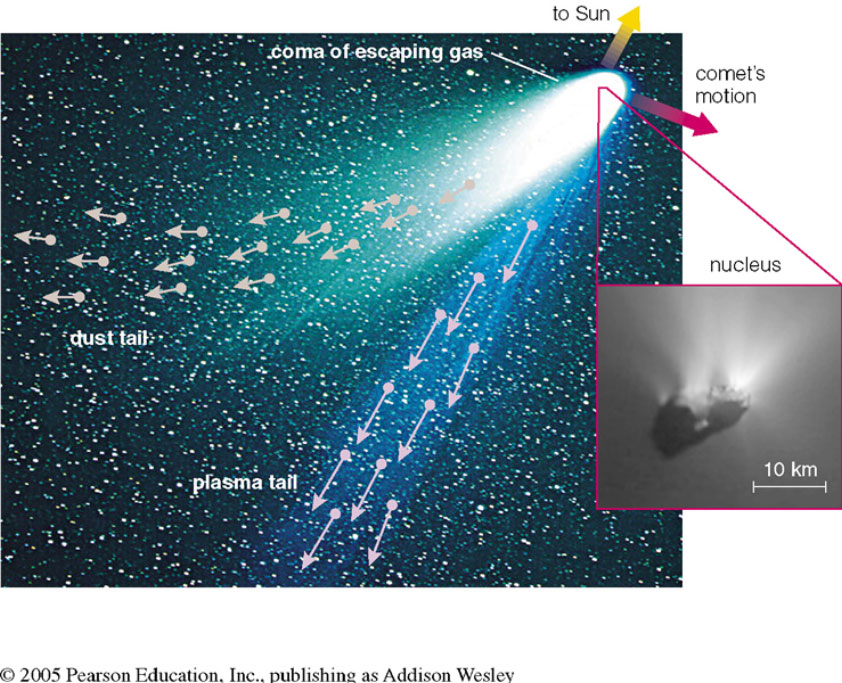 to Sun
coma of escaping gas
comet's
motion
nucleus
dust tail
plasma tail
10 km
© 2005 Pearson Education, Inc., publishing as Addison Wesley